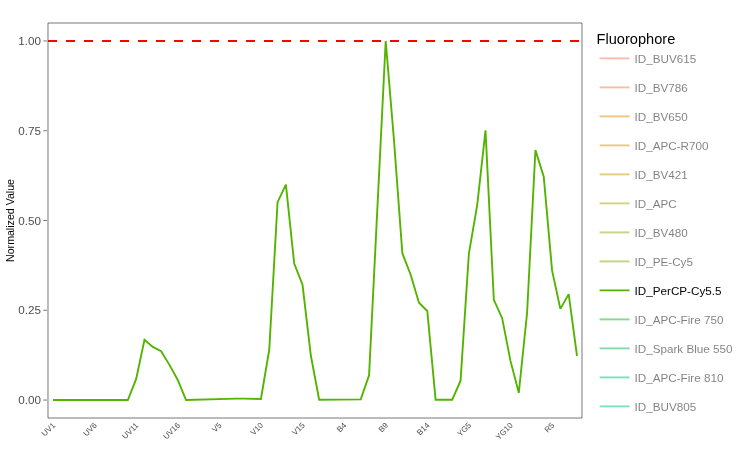 Normalized Value
1.00
0.75
0.50
0.25
0.00
UV1
UV6
UV11
UV16
V5
V10
V15
B4
B9
B14
YG5
YG10
R5
Fluorophore
ID_BUV615
ID_BV786
ID_BV650
ID_APC-R700
ID_BV421
ID_APC
ID_BV480
ID_PE-Cy5
ID_PerCP-Cy5.5
ID_APC-Fire 750
ID_Spark Blue 550
ID_APC-Fire 810
ID_BUV805